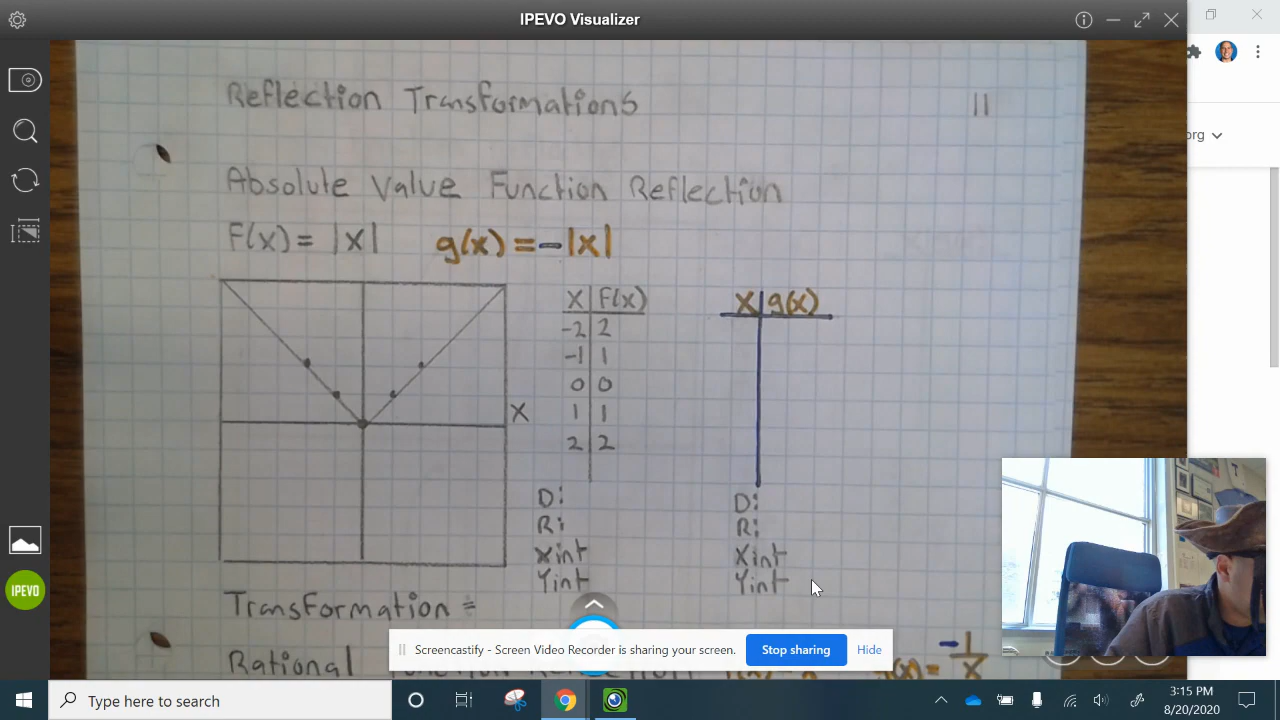 IPEVO Visualizer
Reflection Transformations 11
Absolute Value Function Reflection
F(x) = |x| g(x) = -|x|
X F(x)
-2 2
-1 1
0 0
1 1
2 2
X g(x)
X
D:
R:
Xint
Yint
D:
R:
Xint
Yint
Transformation =
Rational
-1/x
org
IPEVO
Screencastify - Screen Video Recorder is sharing your screen.
Stop sharing
Hide
Type here to search
3:15 PM
8/20/2020